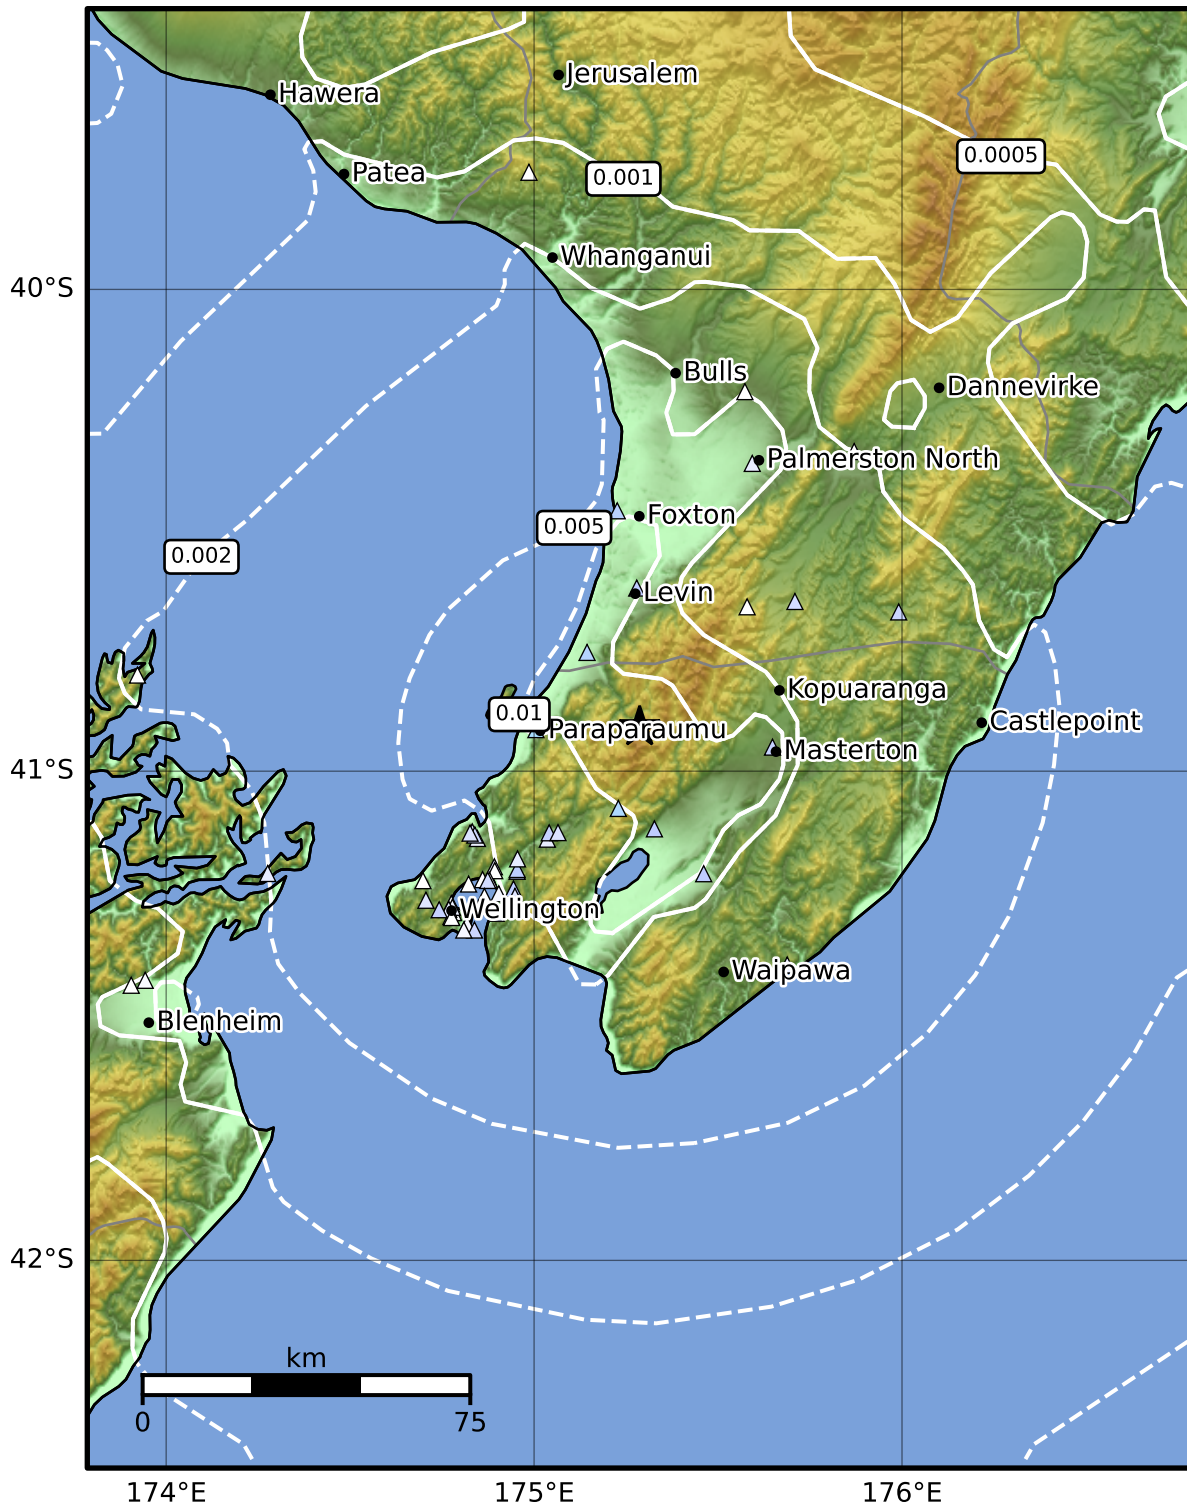 Jerusalem
Hawera
0.0005
Patea
0.001
Whanganui
40°S
Bulls
Dannevirke
Palmerston North
Foxton
0.005
0.002
Levin
Kopuaranga
0.01
Castlepoint
Paraparaumu
Masterton
41°S
Wellington
Waipawa
Blenheim
42°S
km
0
75
174°E
175°E
176°E